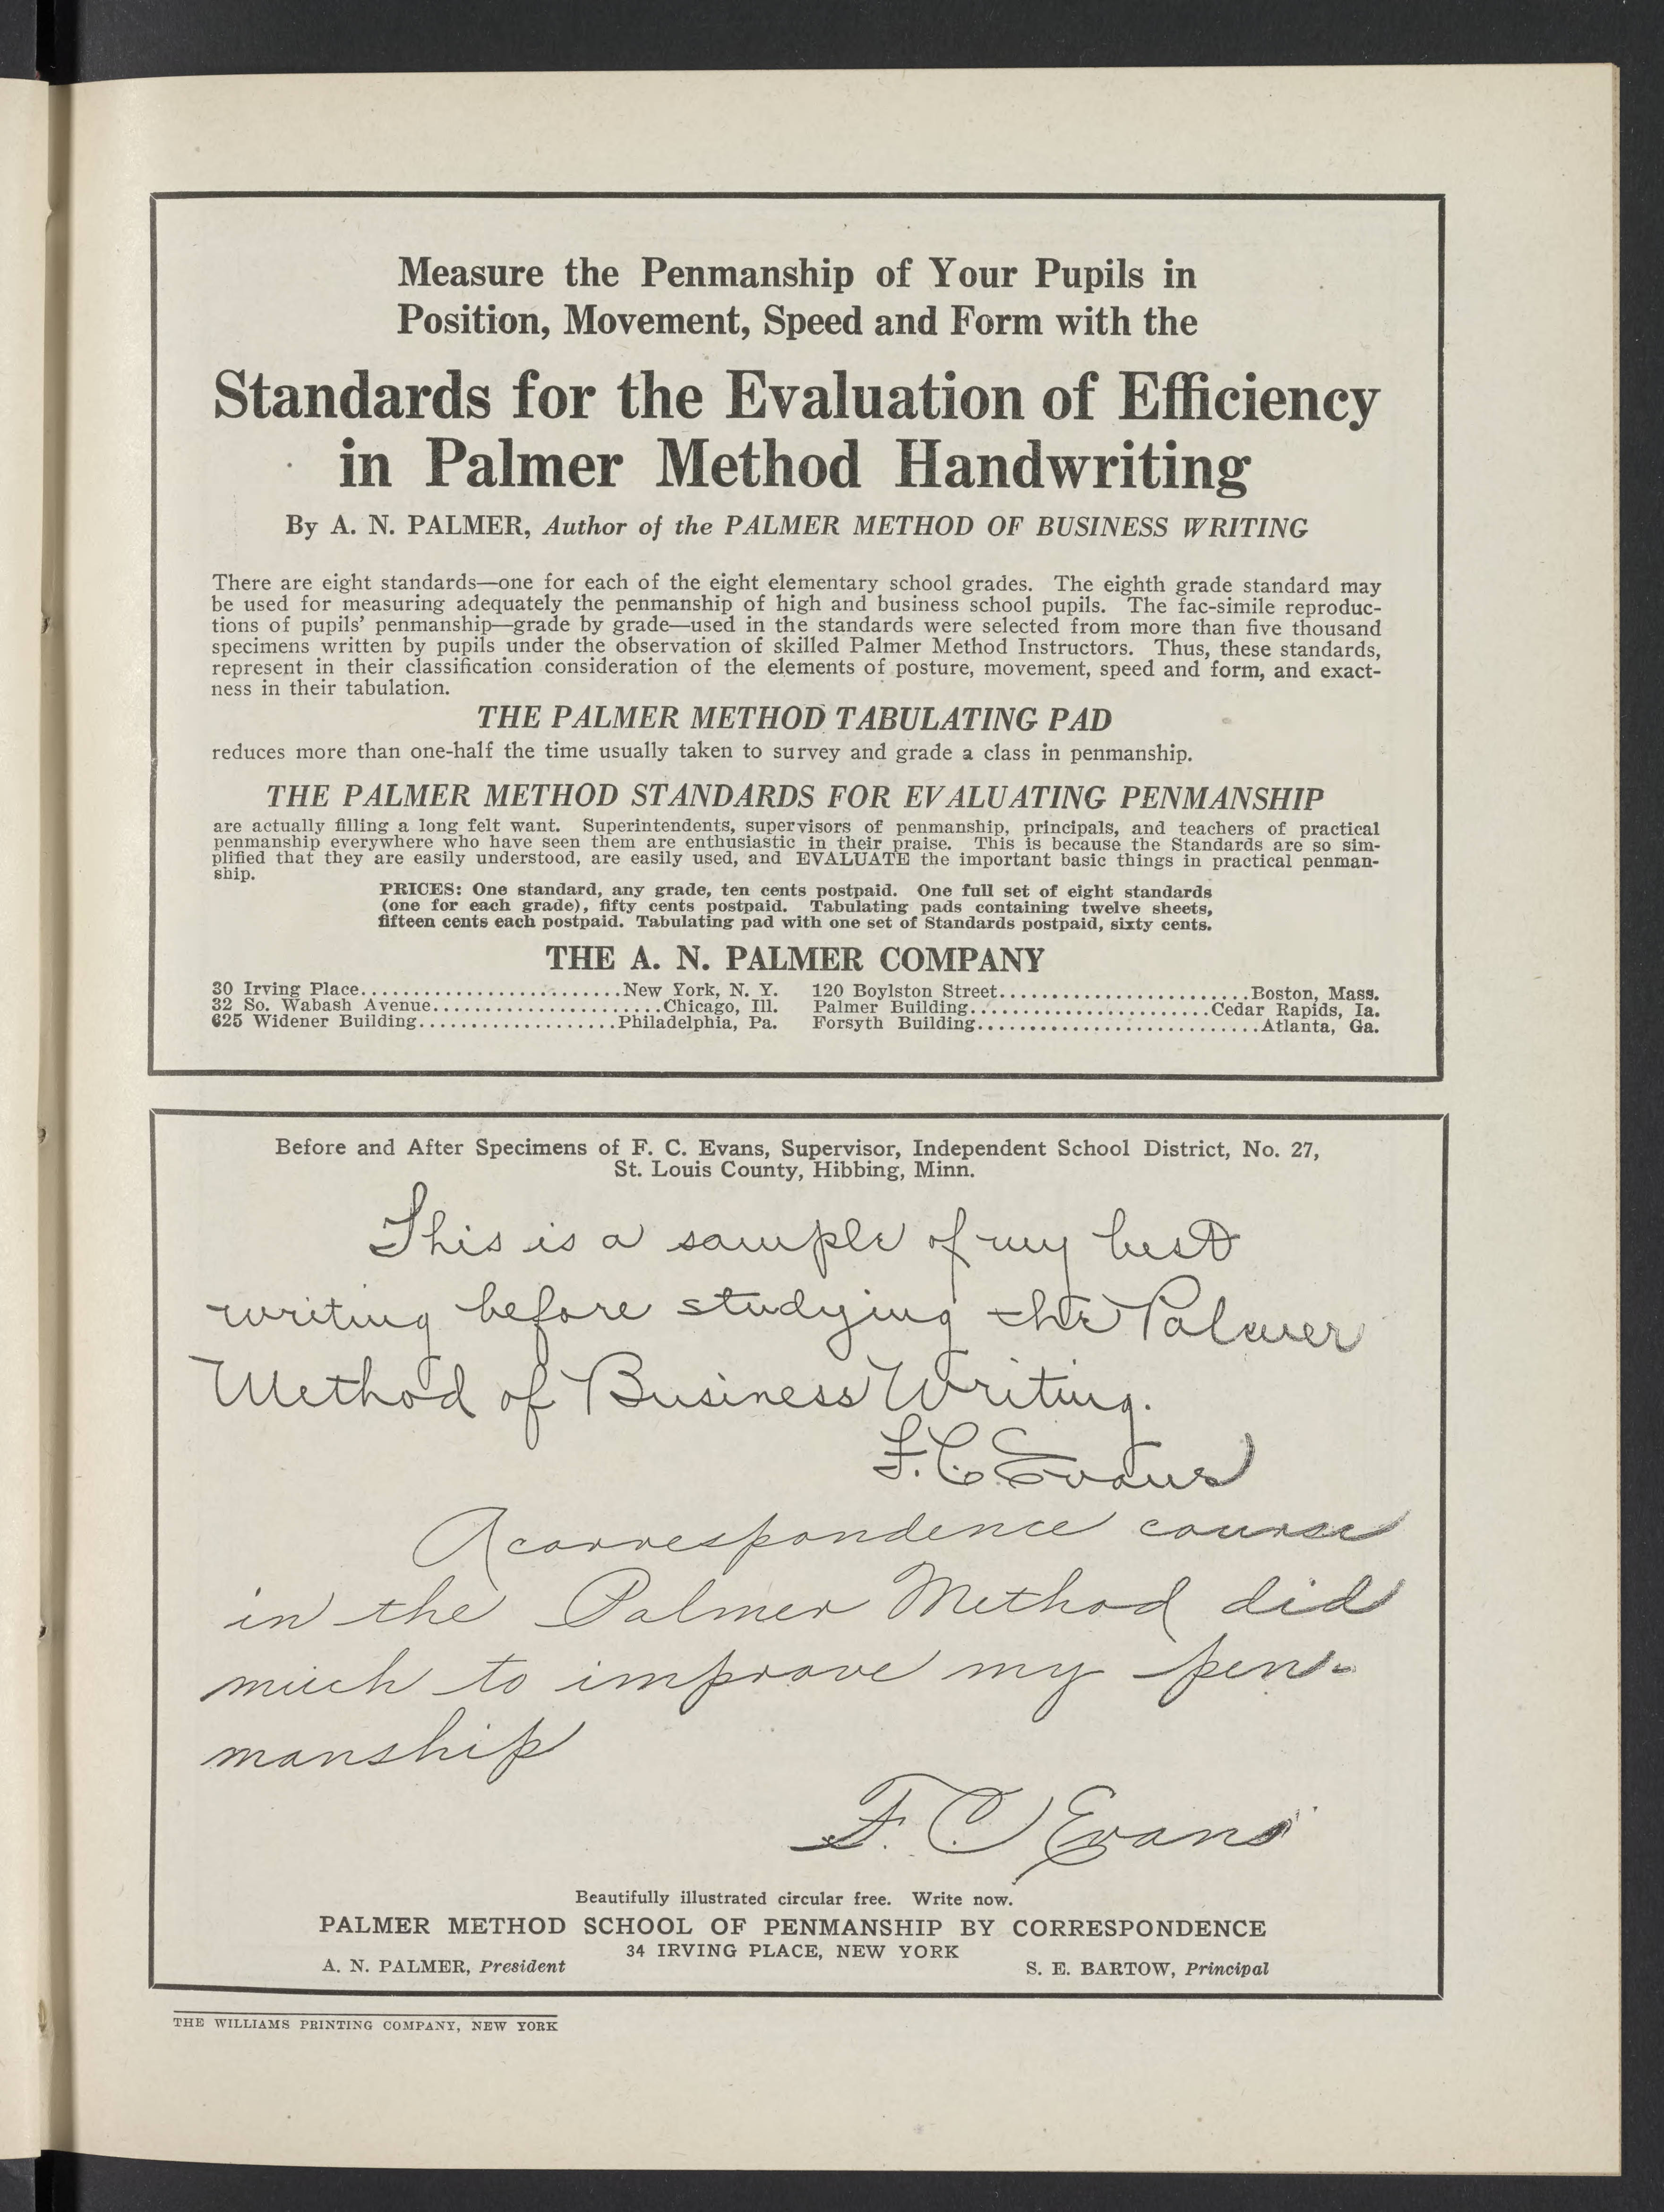 Measure the Penmanship of Your Pupils in
Position, Movement, Speed and Form with the
Standards for the Evaluation of Efficiency
in Palmer Method Handwriting
By A. N. PALMER, Author of the PALMER METHOD OF BUSINESS WRITING
There are eight standards—one for each of the eight elementary school grades. The eighth grade standard may
be used for measuring adequately the penmanship of high and business school pupils. The fac-simile reproduc-
tions of pupils' penmanship—grade by grade—used in the standards were selected from more than five thousand
specimens written by pupils under the observation of skilled Palmer Method Instructors. Thus, these standards,
represent in their classification consideration of the elements of posture, movement, speed and form, and exact-
ness in their tabulation.
THE PALMER METHOD TABULATING PAD
reduces more than one-half the time usually taken to survey and grade a class in penmanship.
THE PALMER METHOD STANDARDS FOR EVALUATING PENMANSHIP
are actually filling a long felt want. Superintendents, supervisors of penmanship, principals, and teachers of practical
penmanship everywhere who have seen them are enthusiastic in their praise. This is because the Standards are so sim-
plified that they are easily understood, are easily used, and EVALUATE the important basic things in practical penman-
ship.
PRICES: One standard, any grade, ten cents postpaid. One full set of eight standards
(one for each grade), fifty cents postpaid. Tabulating pads containing twelve sheets,
fifteen cents each postpaid. Tabulating pad with one set of Standards postpaid, sixty cents.
THE A. N. PALMER COMPANY
30 Irving Place.........................New York, N. Y.
32 So. Wabash Avenue......................Chicago, Ill.
625 Widener Building...................Philadelphia, Pa.
120 Boylston Street........................Boston, Mass.
Palmer Building.......................Cedar Rapids, Ia.
Forsyth Building...........................Atlanta, Ga.
Before and After Specimens of F. C. Evans, Supervisor, Independent School District, No. 27,
St. Louis County, Hibbing, Minn.
This is a sample of my best
writing before studying the Palmer
Method of Business Writing.
F. C. Evans
A correspondence course
in the Palmer Method did
much to improve my pen-
manship
F. C. Evans
Beautifully illustrated circular free. Write now.
PALMER METHOD SCHOOL OF PENMANSHIP BY CORRESPONDENCE
34 IRVING PLACE, NEW YORK
A. N. PALMER, President
S. E. BARTOW, Principal
THE WILLIAMS PRINTING COMPANY, NEW YORK